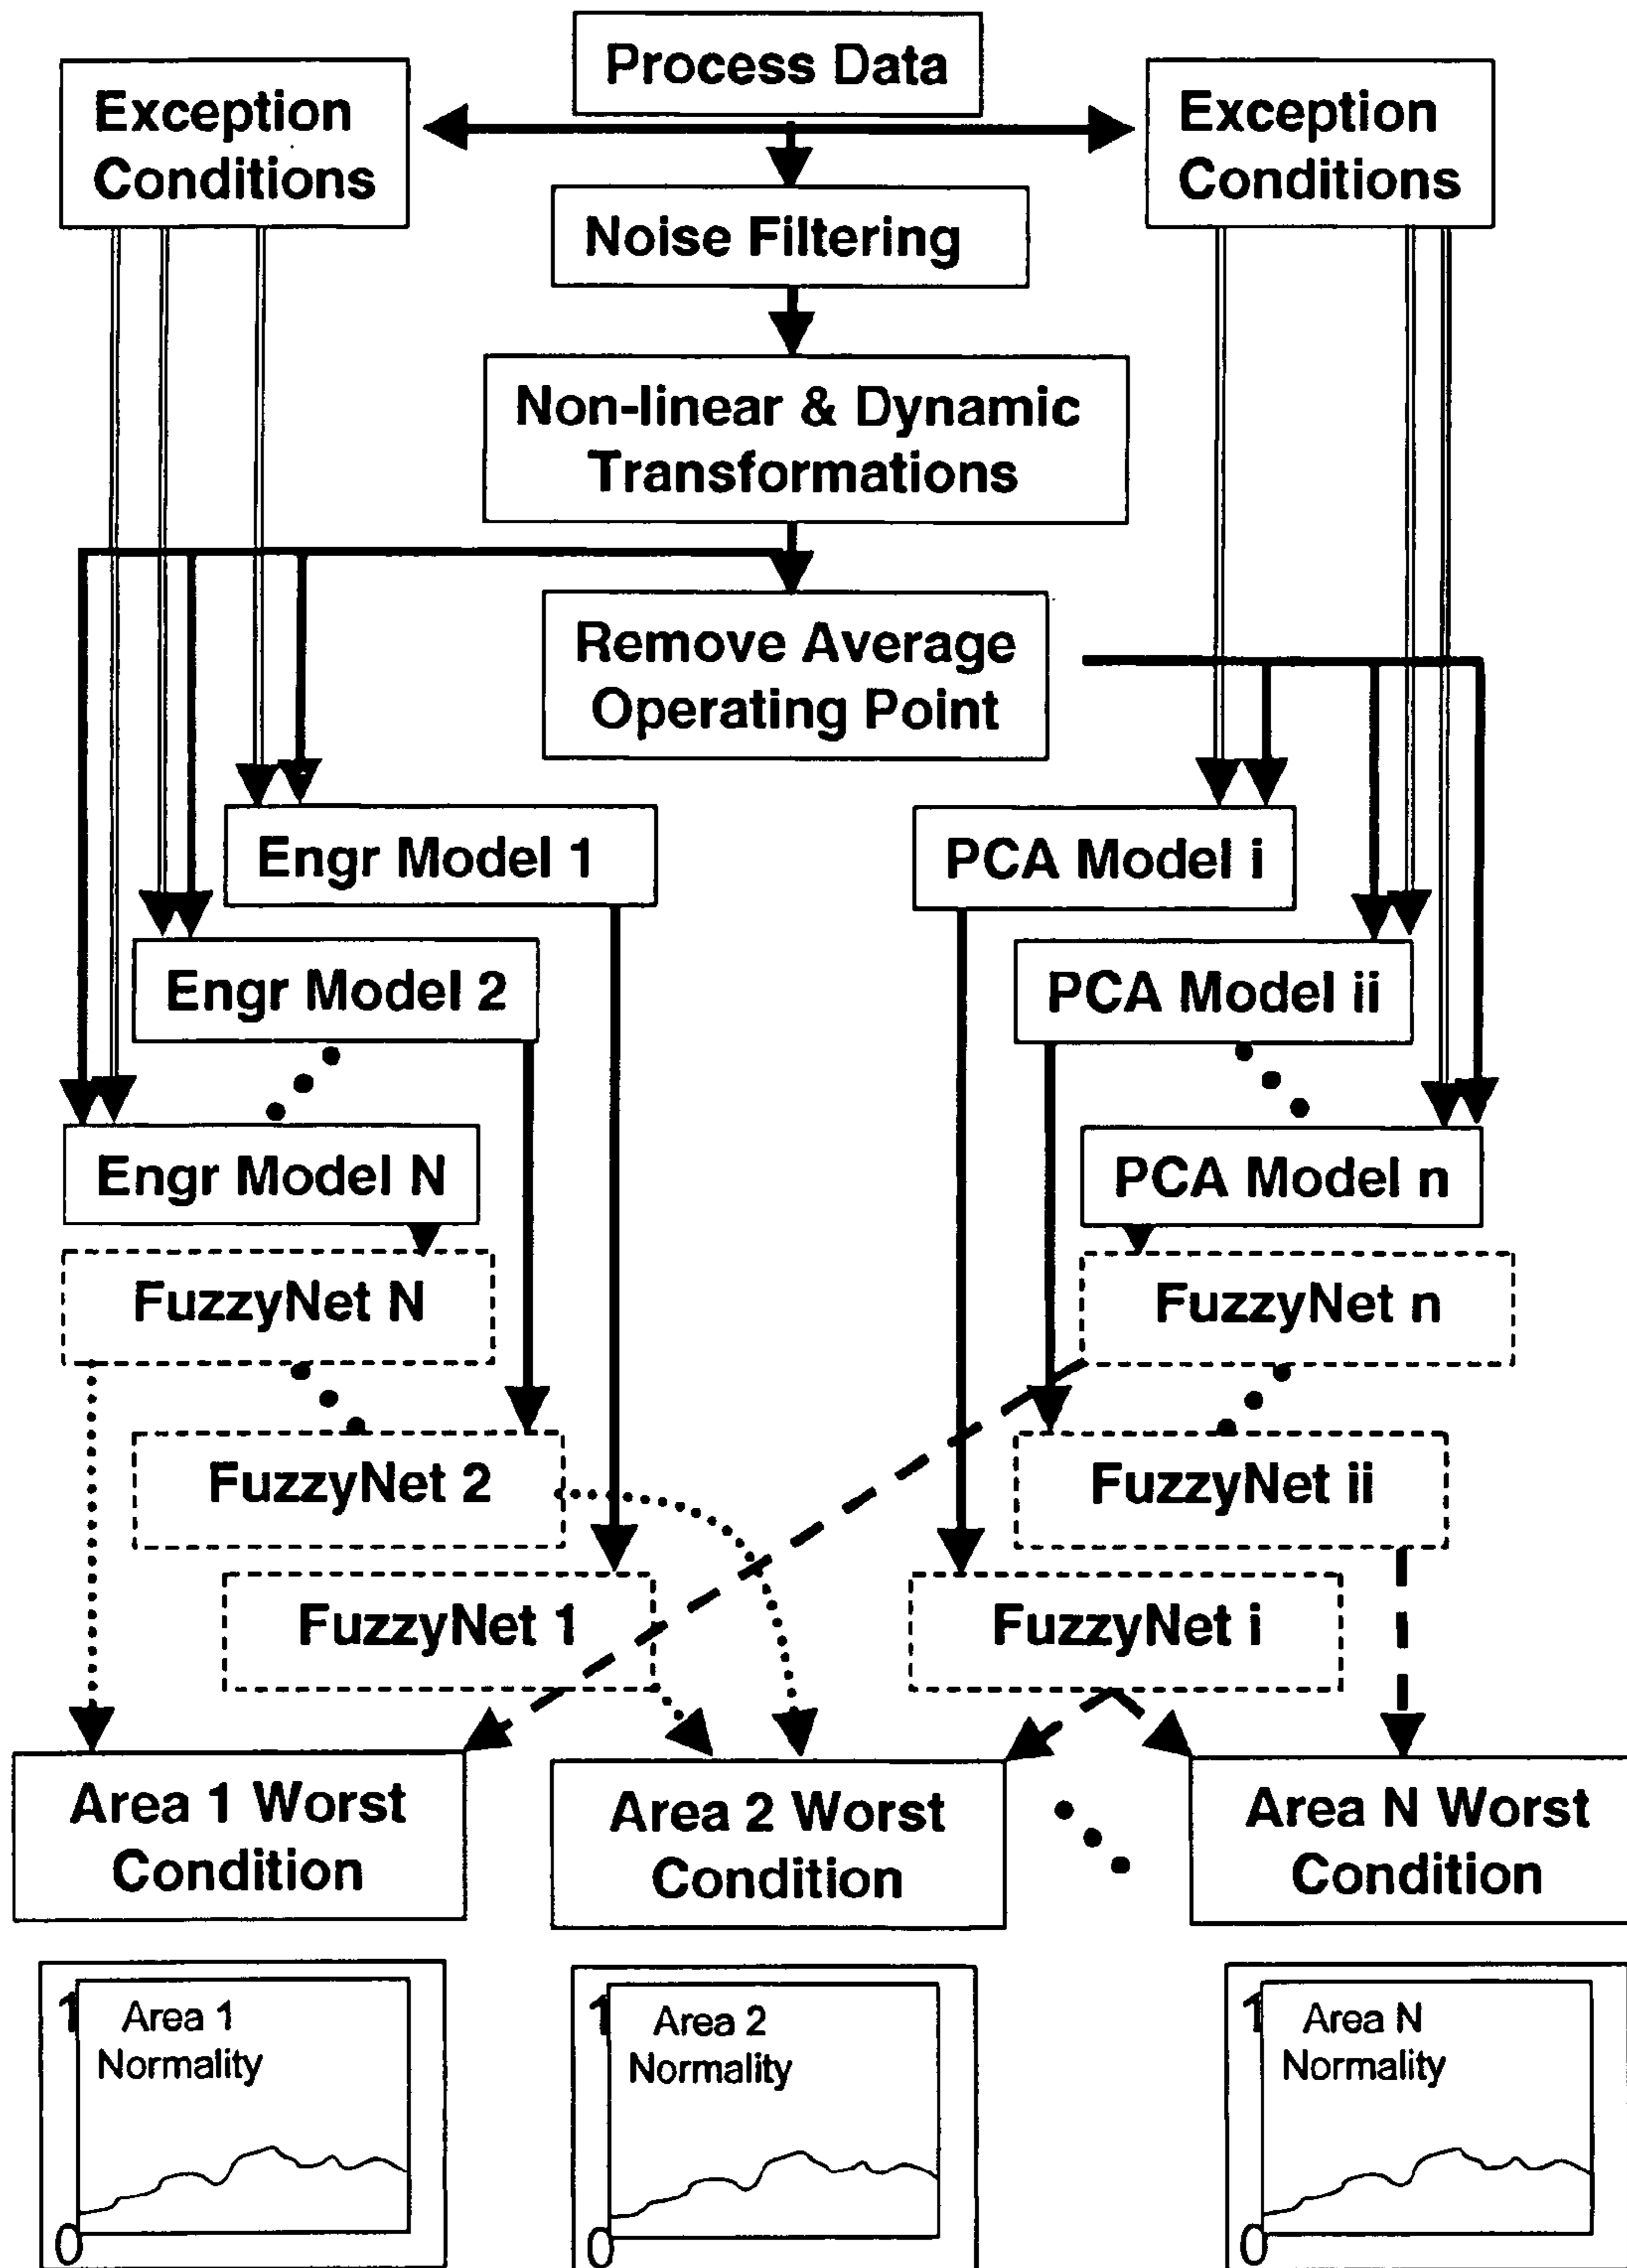 Process Data
Exception
Conditions
Exception
Conditions
Noise Filtering
Non-linear & Dynamic
Transformations
Remove Average
Operating Point
Engr Model 1
PCA Model i
Engr Model 2
PCA Model ii
Engr Model N
PCA Model n
FuzzyNet N
FuzzyNet n
FuzzyNet 2
FuzzyNet ii
FuzzyNet 1
FuzzyNet i
Area 1 Worst
Condition
Area 2 Worst
Condition
Area N Worst
Condition
1
Area 1
Normality
0
1
Area 2
Normality
0
1
Area N
Normality
0